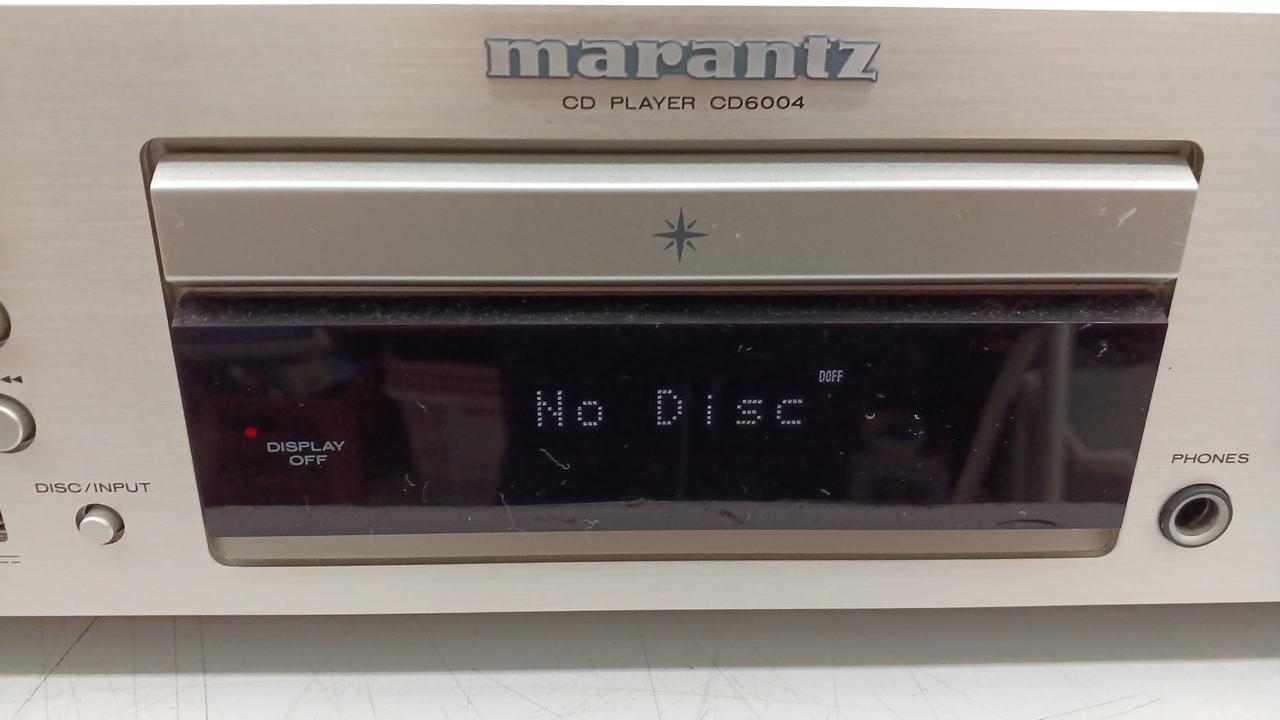 marantz
CD PLAYER CD6004
DOFF
No Disc
DISPLAY
OFF
DISC/INPUT
PHONES